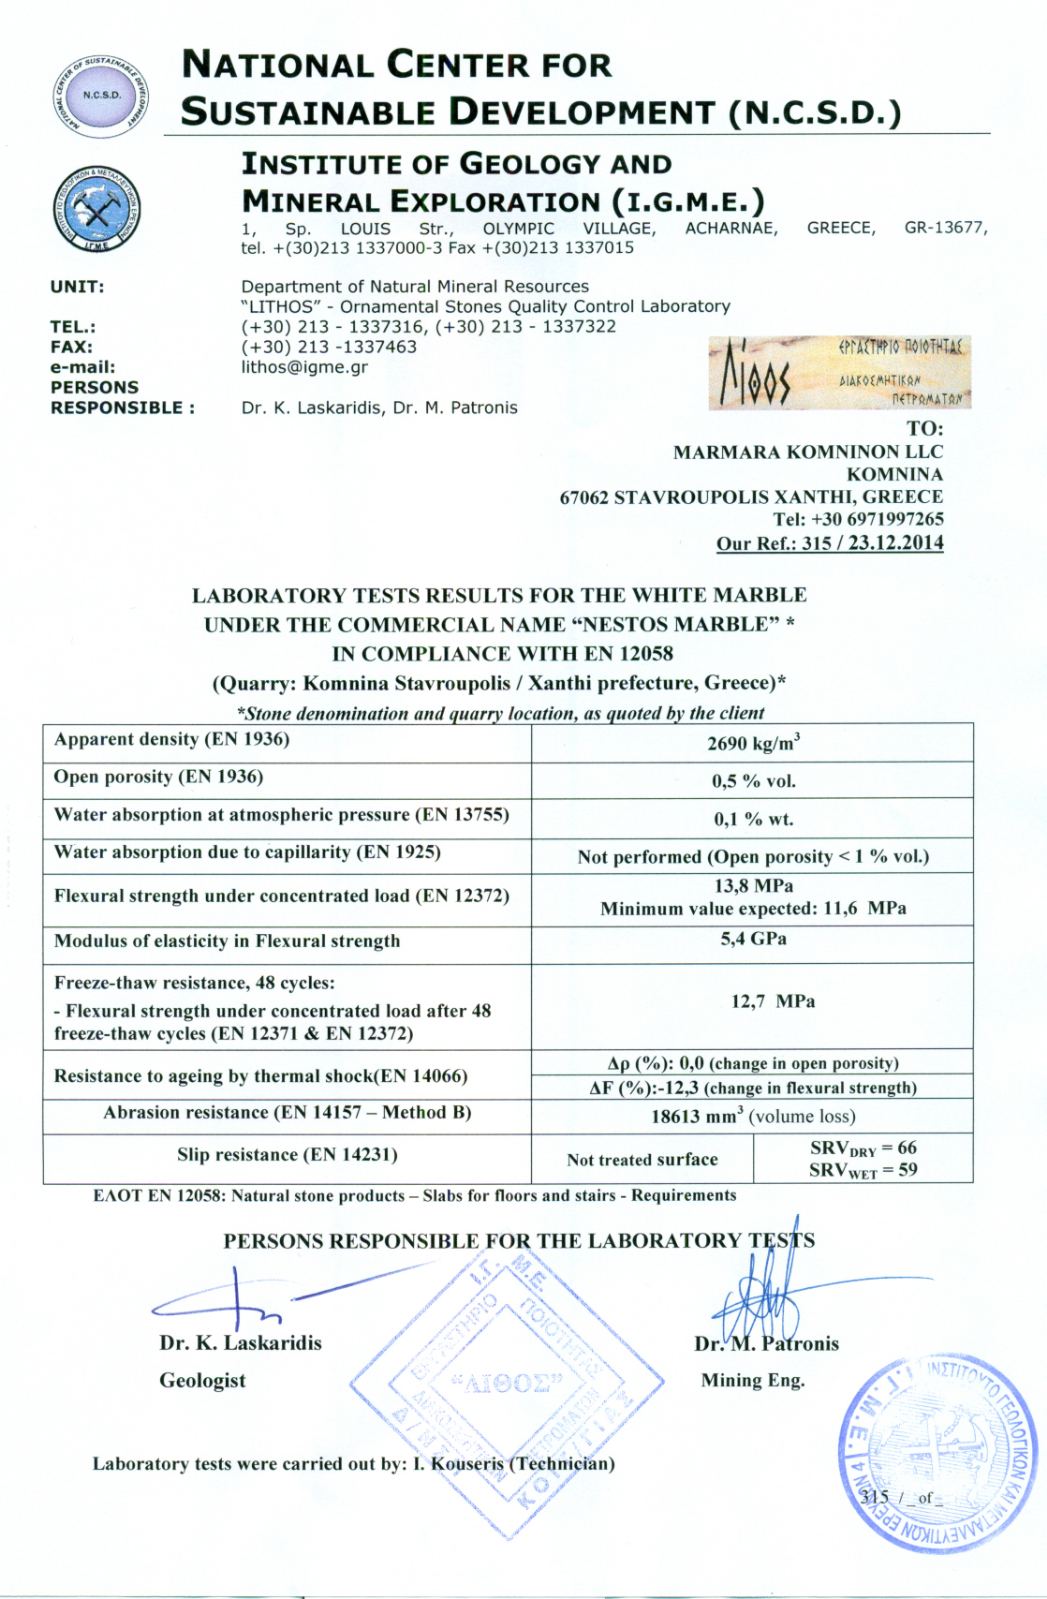 NATIONAL CENTER OF SUSTAINABLE DEVELOPMENT
N.C.S.D.
NATIONAL CENTER FOR
SUSTAINABLE DEVELOPMENT (N.C.S.D.)
ΙΝΣΤΙΤΟΥΤΟ ΓΕΩΛΟΓΙΚΩΝ & ΜΕΤΑΛΛΕΥΤΙΚΩΝ ΕΡΕΥΝΩΝ
Ι.Γ.Μ.Ε
INSTITUTE OF GEOLOGY AND
MINERAL EXPLORATION (I.G.M.E.)
1, Sp. LOUIS Str., OLYMPIC VILLAGE, ACHARNAE, GREECE, GR-13677,
tel. +(30)213 1337000-3 Fax +(30)213 1337015
UNIT: Department of Natural Mineral Resources
"LITHOS" - Ornamental Stones Quality Control Laboratory
TEL.: (+30) 213 - 1337316, (+30) 213 - 1337322
FAX: (+30) 213 -1337463
e-mail: lithos@igme.gr
PERSONS
RESPONSIBLE : Dr. K. Laskaridis, Dr. M. Patronis
Λίθος
ΕΡΓΑΣΤΗΡΙΟ ΠΟΙΟΤΗΤΑΣ
ΔΙΑΚΟΣΜΗΤΙΚΩΝ
ΠΕΤΡΩΜΑΤΩΝ
TO:
MARMARA KOMNINON LLC
KOMNINA
67062 STAVROUPOLIS XANTHI, GREECE
Tel: +30 6971997265
Our Ref.: 315 / 23.12.2014
LABORATORY TESTS RESULTS FOR THE WHITE MARBLE
UNDER THE COMMERCIAL NAME “NESTOS MARBLE” *
IN COMPLIANCE WITH EN 12058
(Quarry: Komnina Stavroupolis / Xanthi prefecture, Greece)*
*Stone denomination and quarry location, as quoted by the client
Apparent density (EN 1936) 2690 kg/m³
Open porosity (EN 1936) 0,5 % vol.
Water absorption at atmospheric pressure (EN 13755) 0,1 % wt.
Water absorption due to capillarity (EN 1925) Not performed (Open porosity < 1 % vol.)
Flexural strength under concentrated load (EN 12372) 13,8 MPa
Minimum value expected: 11,6 MPa
Modulus of elasticity in Flexural strength 5,4 GPa
Freeze-thaw resistance, 48 cycles:
- Flexural strength under concentrated load after 48
freeze-thaw cycles (EN 12371 & EN 12372) 12,7 MPa
Resistance to ageing by thermal shock(EN 14066) Δρ (%): 0,0 (change in open porosity)
ΔF (%):-12,3 (change in flexural strength)
Abrasion resistance (EN 14157 – Method B) 18613 mm³ (volume loss)
Slip resistance (EN 14231) Not treated surface SRVDRY = 66
SRVWET = 59
ΕΛΟΤ EN 12058: Natural stone products – Slabs for floors and stairs - Requirements
PERSONS RESPONSIBLE FOR THE LABORATORY TESTS
Ι.Γ. Μ.Ε.
ΕΡΓΑΣΤΗΡΙΟ ΠΟΙΟΤΗΤΑΣ
"ΛΙΘΟΣ"
ΔΙΑΚΟΣΜΗΤΙΚΩΝ ΠΕΤΡΩΜΑΤΩΝ
Dr. K. Laskaridis Dr. M. Patronis
Geologist Mining Eng.
Laboratory tests were carried out by: I. Kouseris (Technician)
Ι.Γ.Μ.Ε. ΙΝΣΤΙΤΟΥΤΟ ΓΕΩΛΟΓΙΚΩΝ ΚΑΙ ΜΕΤΑΛΛΕΥΤΙΚΩΝ ΕΡΕΥΝΩΝ 4
315 / _of_